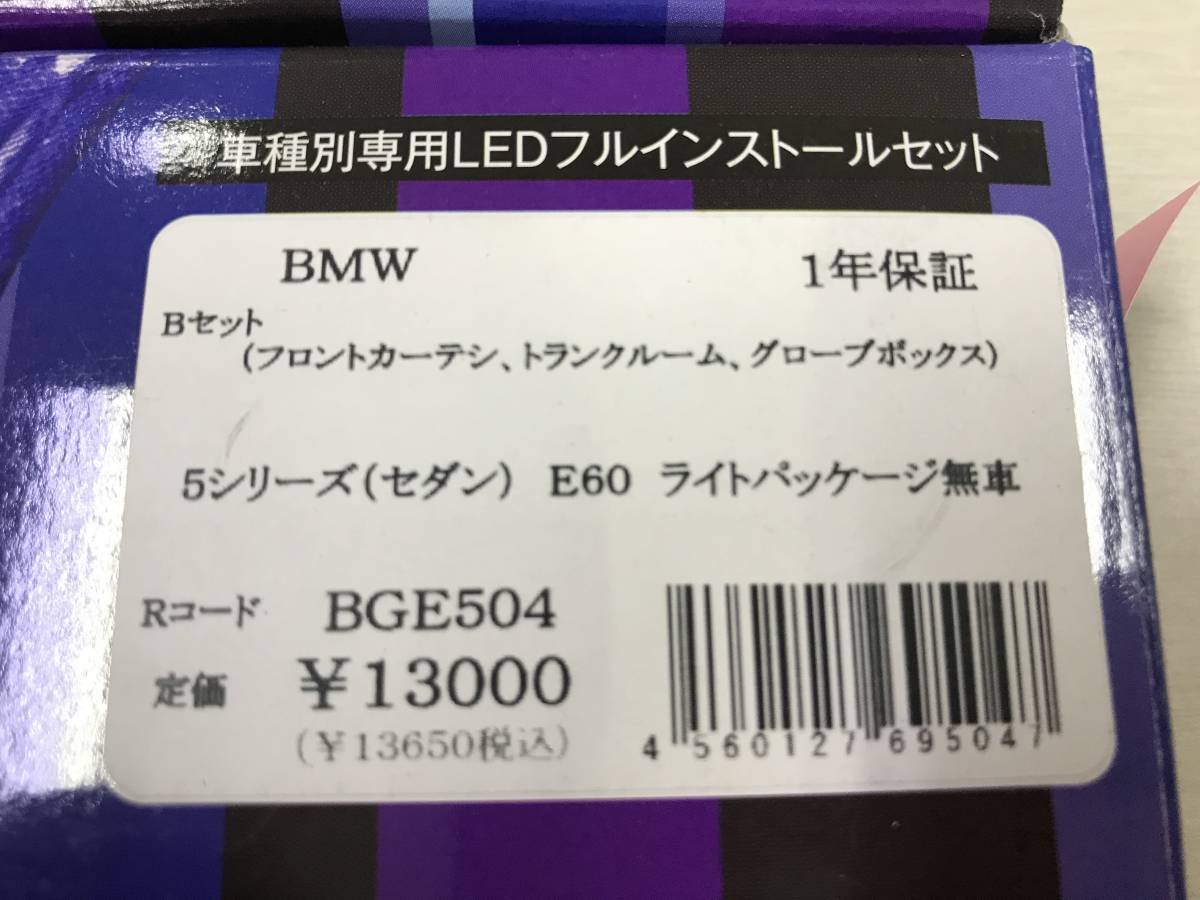 車種別専用LEDフルインストールセット
BMW 1年保証
Bセット
(フロントカーテシ、トランクルーム、グローブボックス)
5シリーズ(セダン) E60 ライトパッケージ無車
Rコード BGE504
定価 ¥13000
(¥13650税込)
4 560127 695047